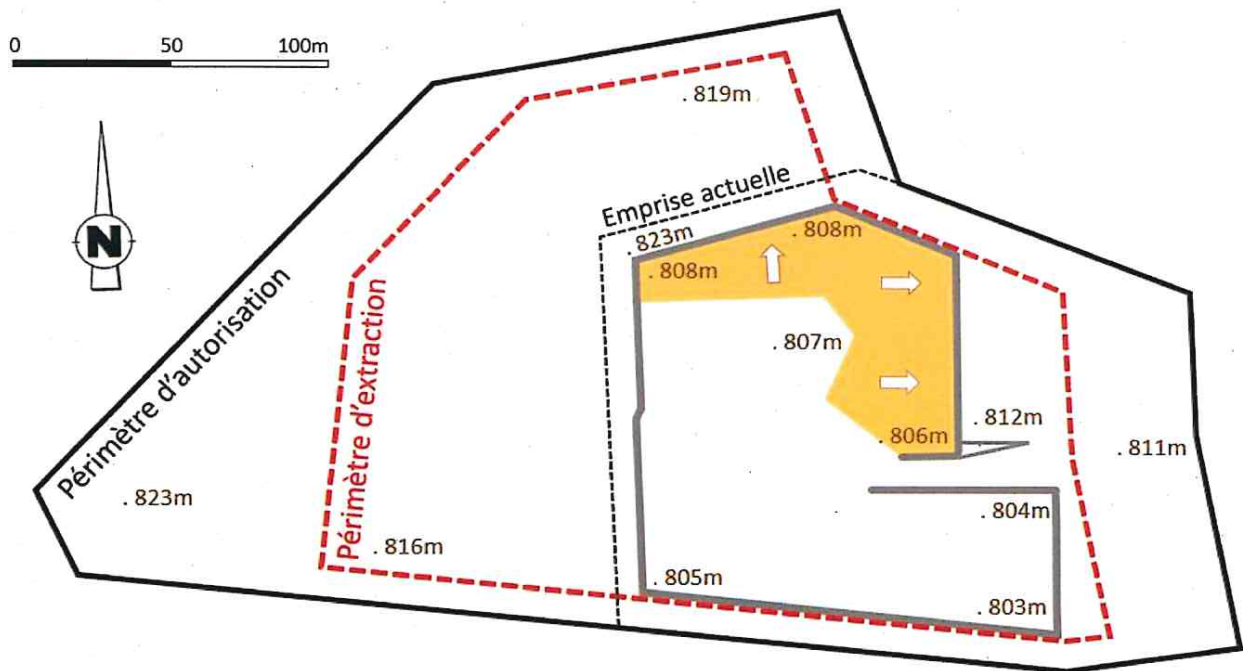 0 50 100m
. 819m
N
Emprise actuelle
. 823m
. 808m
. 808m
Périmètre d'autorisation
Périmètre d'extraction
. 807m
. 812m
. 806m
. 811m
. 823m
. 804m
. 816m
. 805m
. 803m